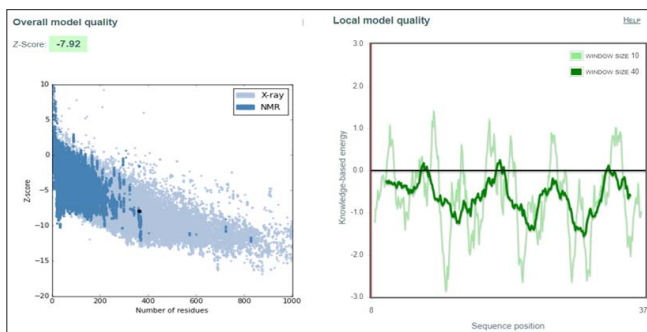 Overall model quality
Z-Score: -7.92
10
5
0
−5
−10
−15
−20
Z-score
X-ray
NMR
0
200
400
600
800
1000
Number of residues
Local model quality
HELP
3.0
2.0
1.0
0.0
-1.0
-2.0
-3.0
Knowledge-based energy
WINDOW SIZE 10
WINDOW SIZE 40
8
37
Sequence position